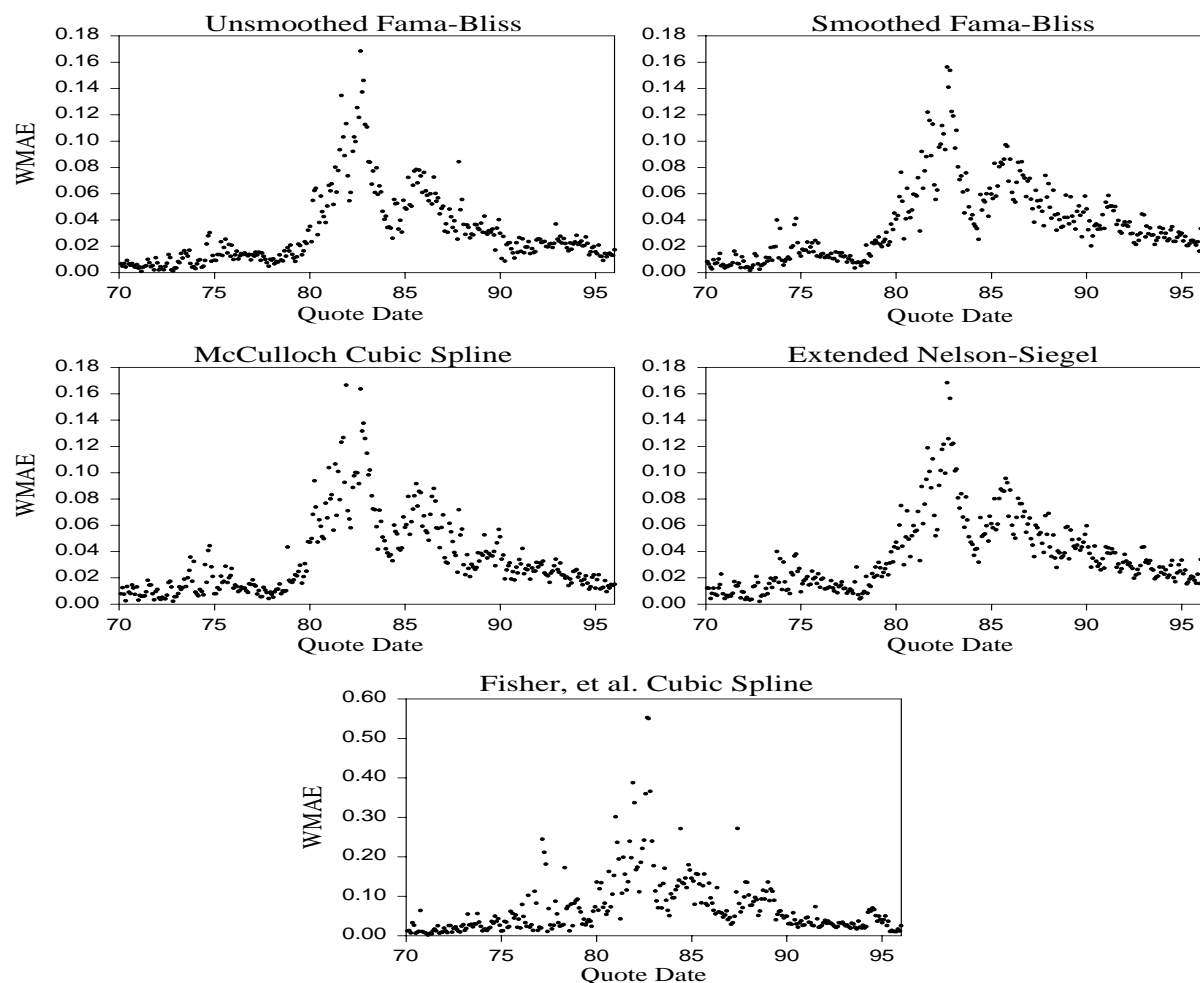 Unsmoothed Fama-Bliss
0.18
0.16
0.14
0.12
0.10
0.08
0.06
0.04
0.02
0.00
WMAE
70 75 80 85 90 95
Quote Date
Smoothed Fama-Bliss
0.18
0.16
0.14
0.12
0.10
0.08
0.06
0.04
0.02
0.00
70 75 80 85 90 95
Quote Date
McCulloch Cubic Spline
0.18
0.16
0.14
0.12
0.10
0.08
0.06
0.04
0.02
0.00
WMAE
70 75 80 85 90 95
Quote Date
Extended Nelson-Siegel
0.18
0.16
0.14
0.12
0.10
0.08
0.06
0.04
0.02
0.00
70 75 80 85 90 95
Quote Date
Fisher, et al. Cubic Spline
0.60
0.50
0.40
0.30
0.20
0.10
0.00
WMAE
70 75 80 85 90 95
Quote Date